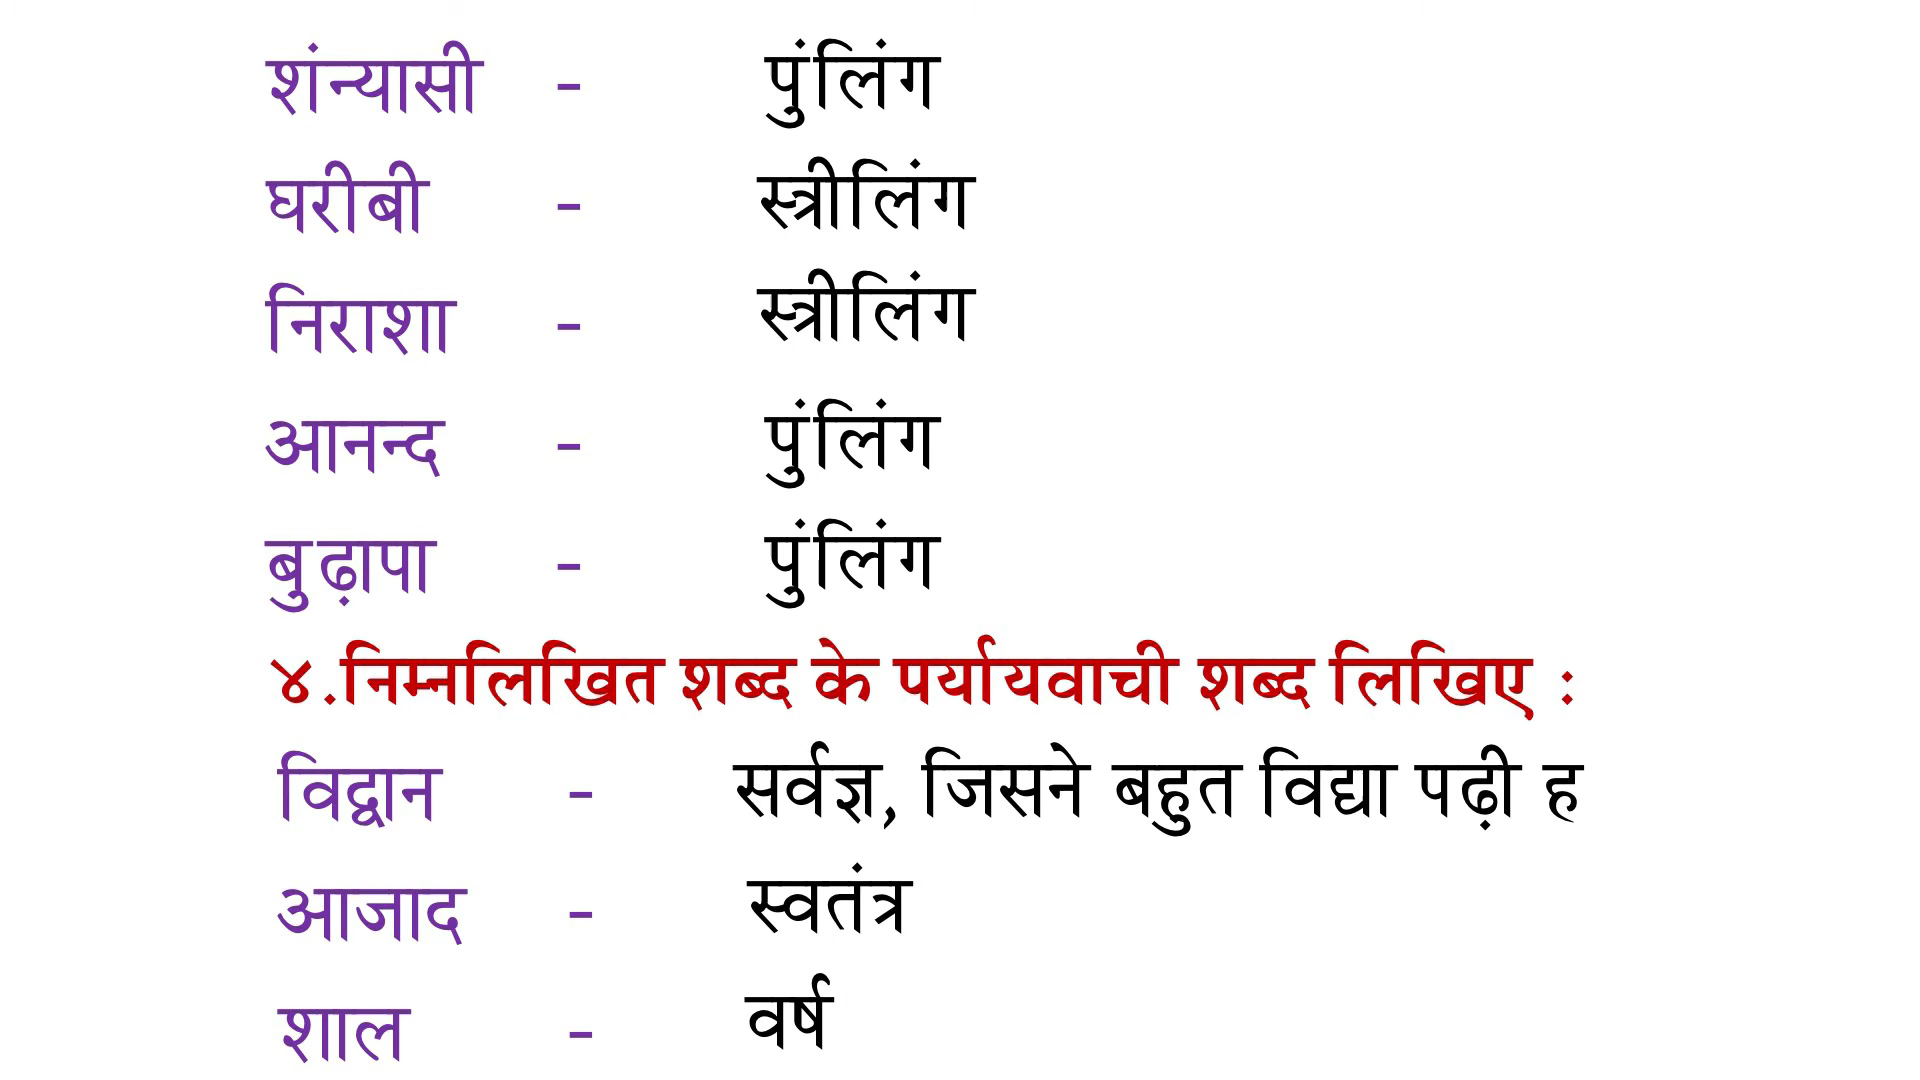 शंन्यासी - पुंलिंग
घरीबी - स्त्रीलिंग
निराशा - स्त्रीलिंग
आनन्द - पुंलिंग
बुढ़ापा - पुंलिंग
४.निम्नलिखित शब्द के पर्यायवाची शब्द लिखिए :
विद्वान - सर्वज्ञ, जिसने बहुत विद्या पढ़ी ह
आजाद - स्वतंत्र
शाल - वर्ष